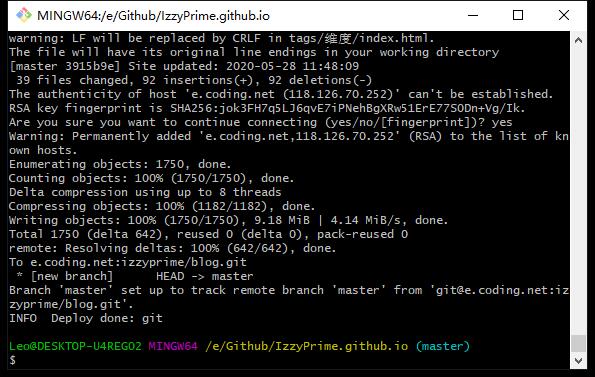 MINGW64:/e/Github/IzzyPrime.github.io
warning: LF will be replaced by CRLF in tags/维度/index.html.
The file will have its original line endings in your working directory
[master 3915b9e] Site updated: 2020-05-28 11:48:09
 39 files changed, 92 insertions(+), 92 deletions(-)
The authenticity of host 'e.coding.net (118.126.70.252)' can't be established.
RSA key fingerprint is SHA256:jok3FH7q5LJ6qvE7iPNehBgXRw51ErE77SODn+Vg/Ik.
Are you sure you want to continue connecting (yes/no/[fingerprint])? yes
Warning: Permanently added 'e.coding.net,118.126.70.252' (RSA) to the list of kn
own hosts.
Enumerating objects: 1750, done.
Counting objects: 100% (1750/1750), done.
Delta compression using up to 8 threads
Compressing objects: 100% (1182/1182), done.
Writing objects: 100% (1750/1750), 9.18 MiB | 4.14 MiB/s, done.
Total 1750 (delta 642), reused 0 (delta 0), pack-reused 0
remote: Resolving deltas: 100% (642/642), done.
To e.coding.net:izzyprime/blog.git
 * [new branch]      HEAD -> master
Branch 'master' set up to track remote branch 'master' from 'git@e.coding.net:iz
zyprime/blog.git'.
INFO  Deploy done: git
Leo@DESKTOP-U4REGO2 MINGW64 /e/Github/IzzyPrime.github.io (master)
$